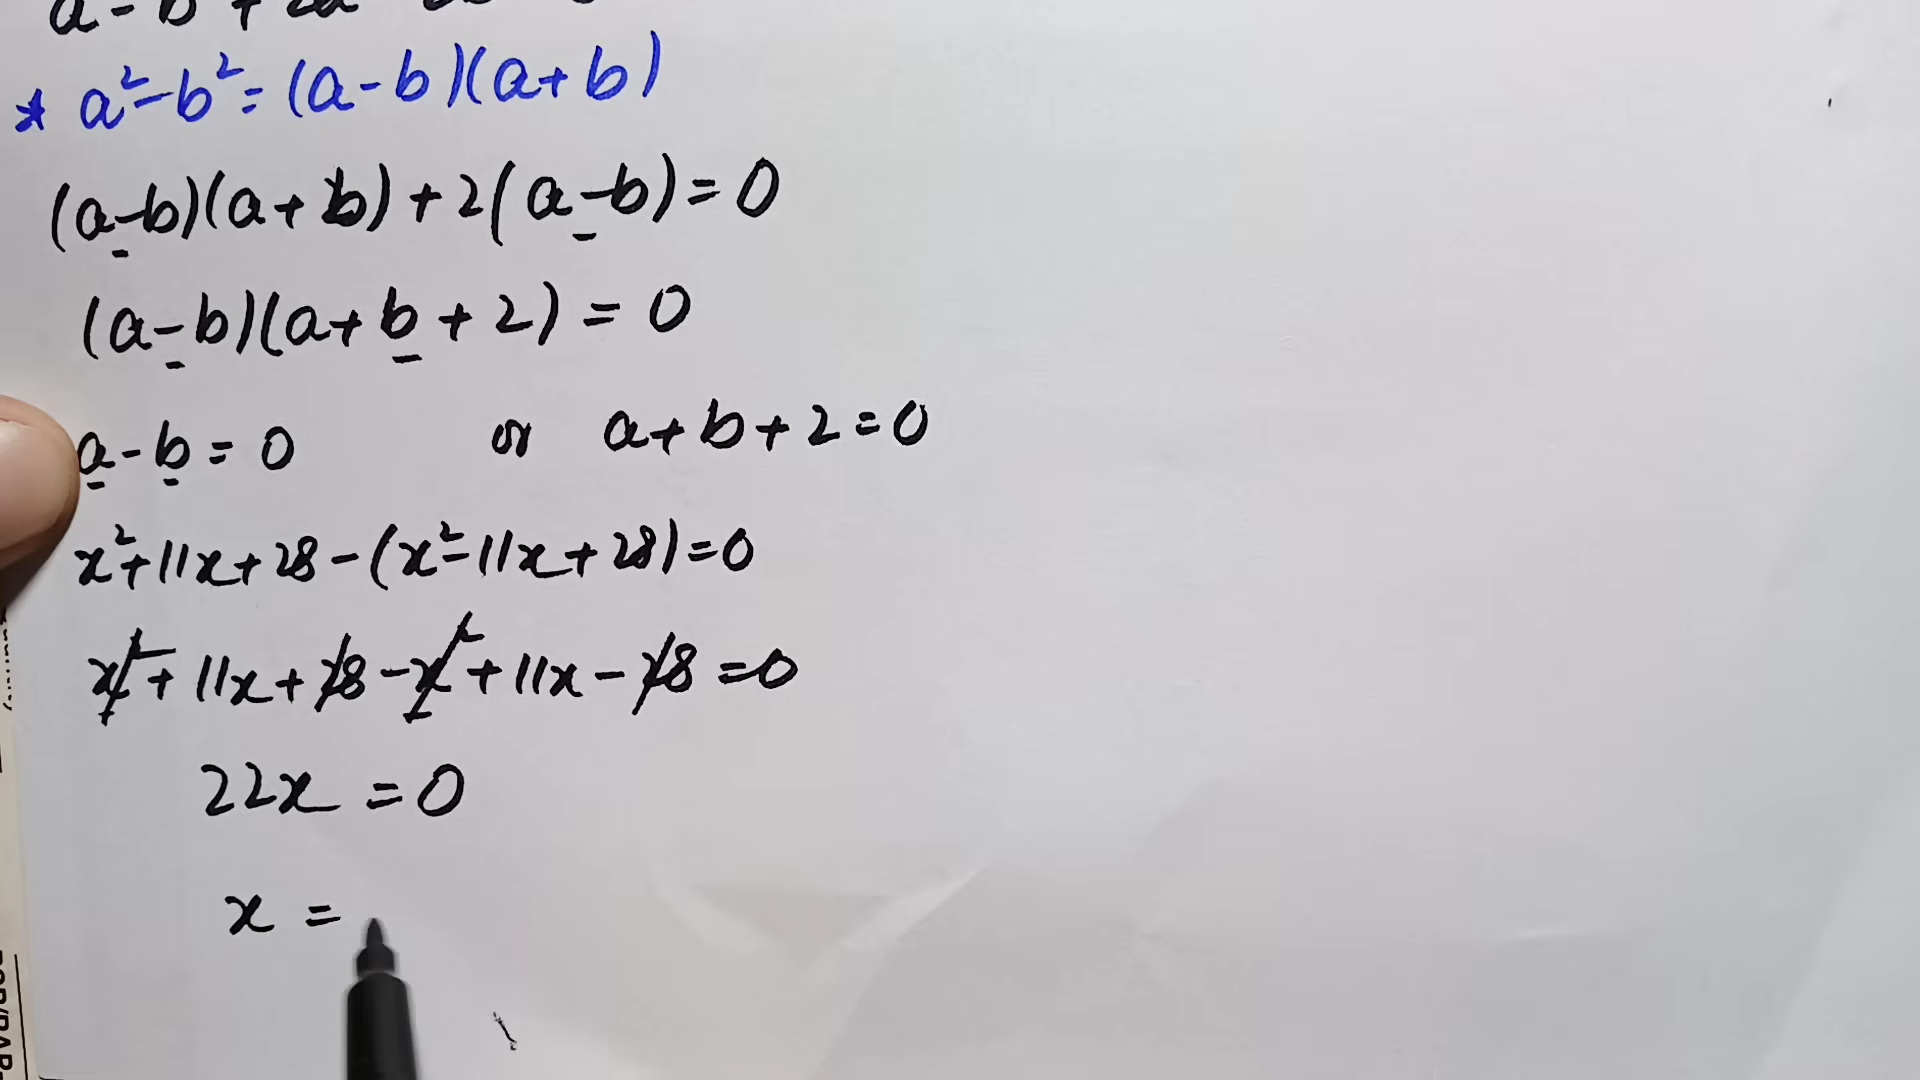 * a²-b²=(a-b)(a+b)
(a-b)(a+b)+2(a-b)=0
(a-b)(a+b+2)=0
a-b=0 or a+b+2=0
x²+11x+28-(x²-11x+28)=0
x²+11x+28-x²+11x-28=0
22x=0
x=